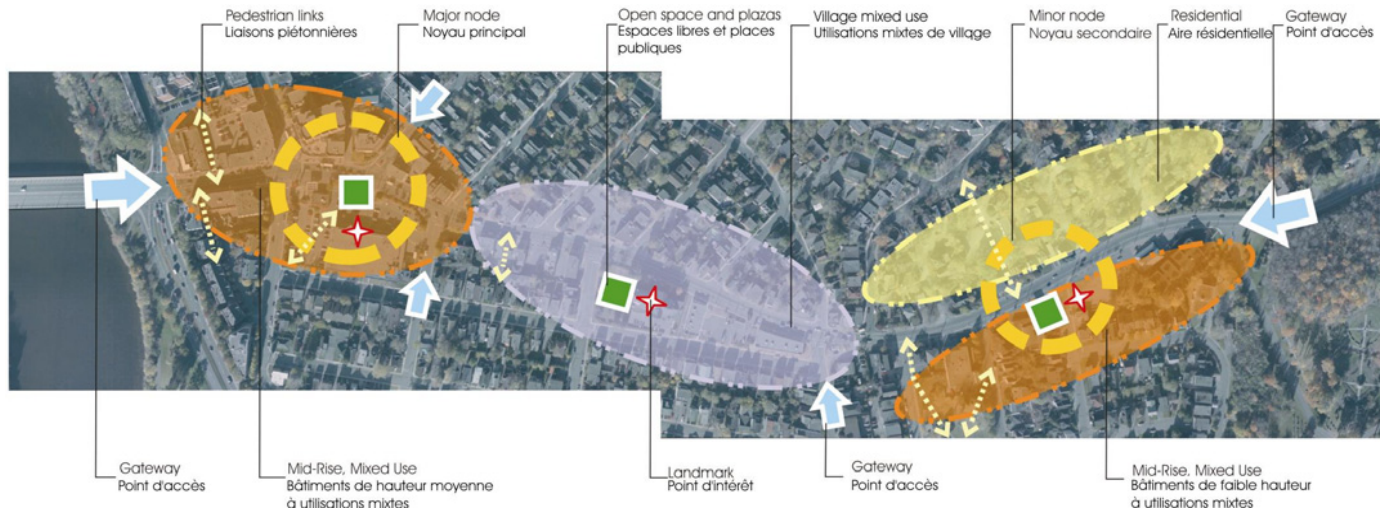 Pedestrian links
Liaisons piétonnières
Major node
Noyau principal
Open space and plazas
Espaces libres et places
publiques
Village mixed use
Utilisations mixtes de villqge
Minor node
Noyau secondaire
Residential
Aire résidentielle
Gateway
Point d'accès
Gateway
Point d'accès
Mid-Rise, Mixed Use
Bâtiments de hauteur moyenne
à utilisations mixtes
Landmark
Point d'intérêt
Gateway
Point d'accès
Mid-Rise, Mixed Use
Bâtiments de faible hauteur
à utilisations mixtes